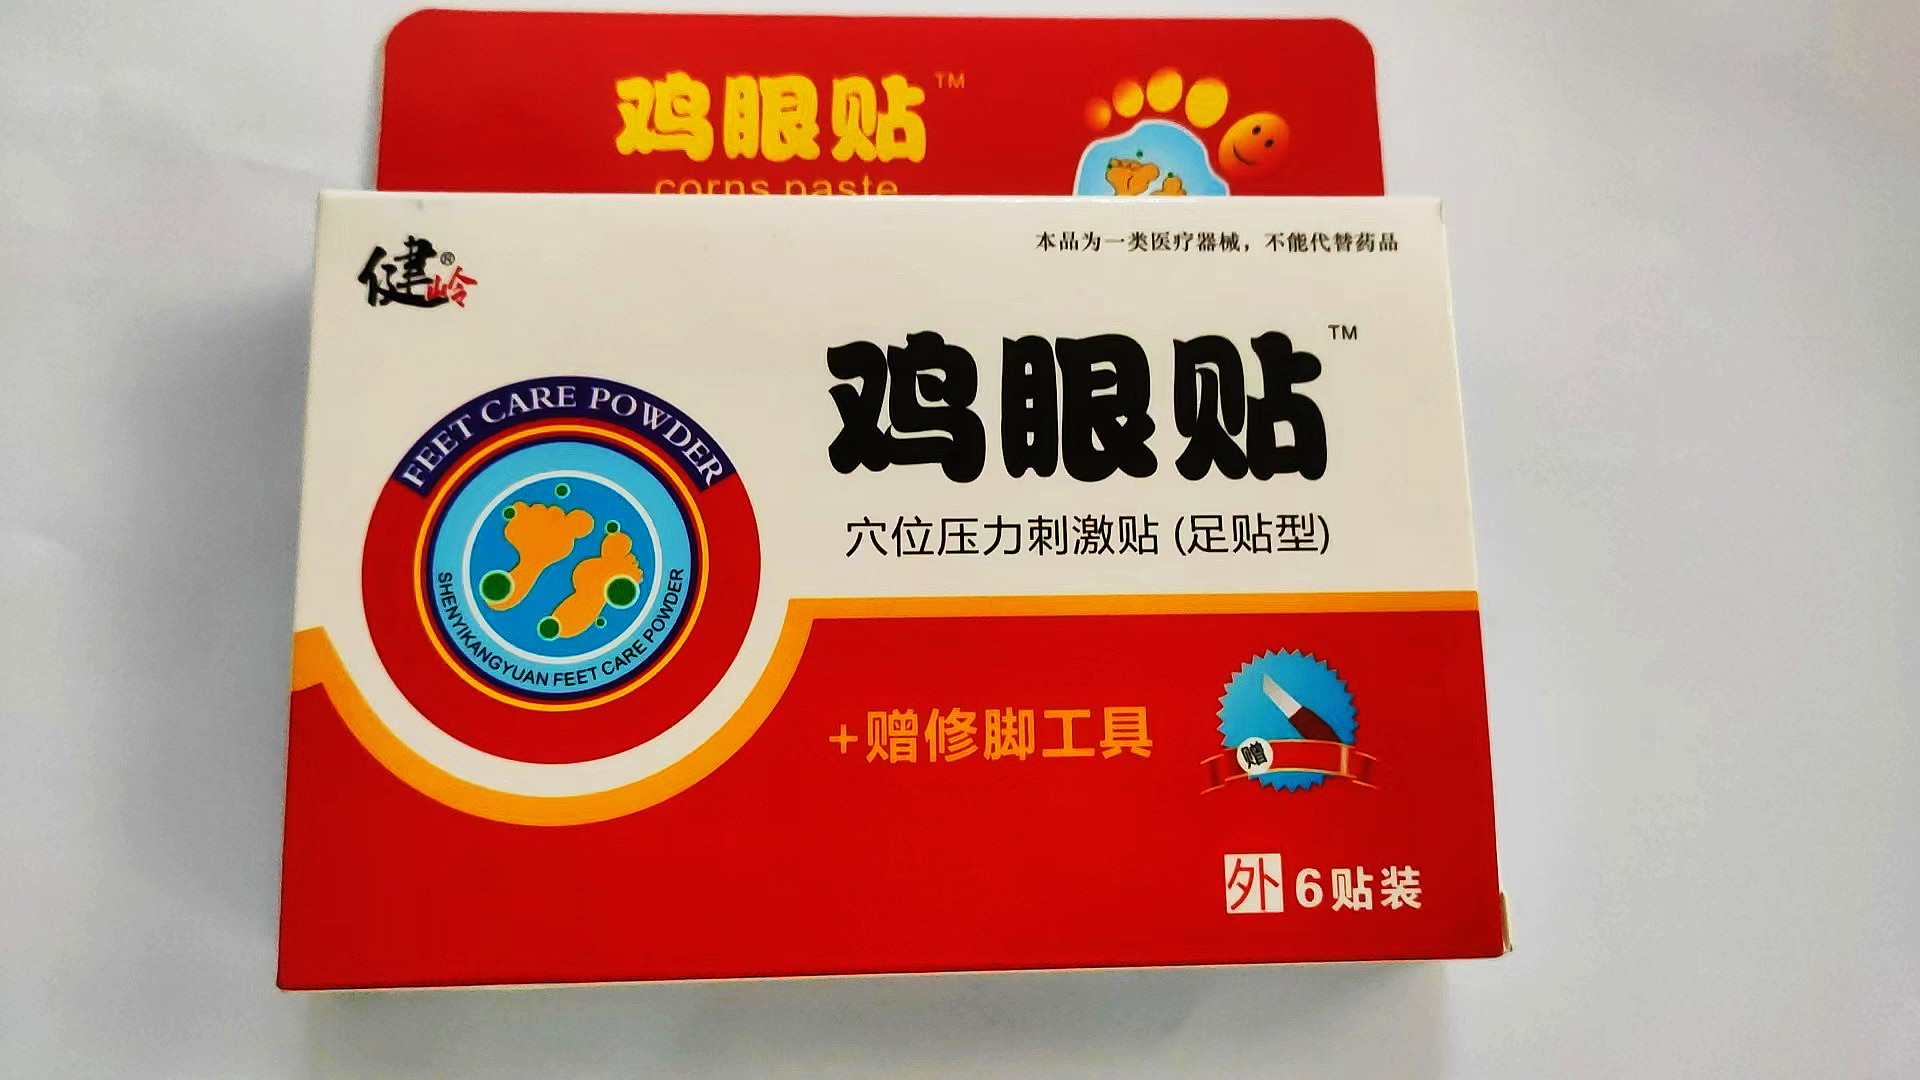 鸡眼贴™
corns paste
健岭®
本品为一类医疗器械，不能代替药品
鸡眼贴™
穴位压力刺激贴(足贴型)
FEET CARE POWDER
SHENYIKANGYUAN FEET CARE POWDER
+赠修脚工具
赠
外 6贴装